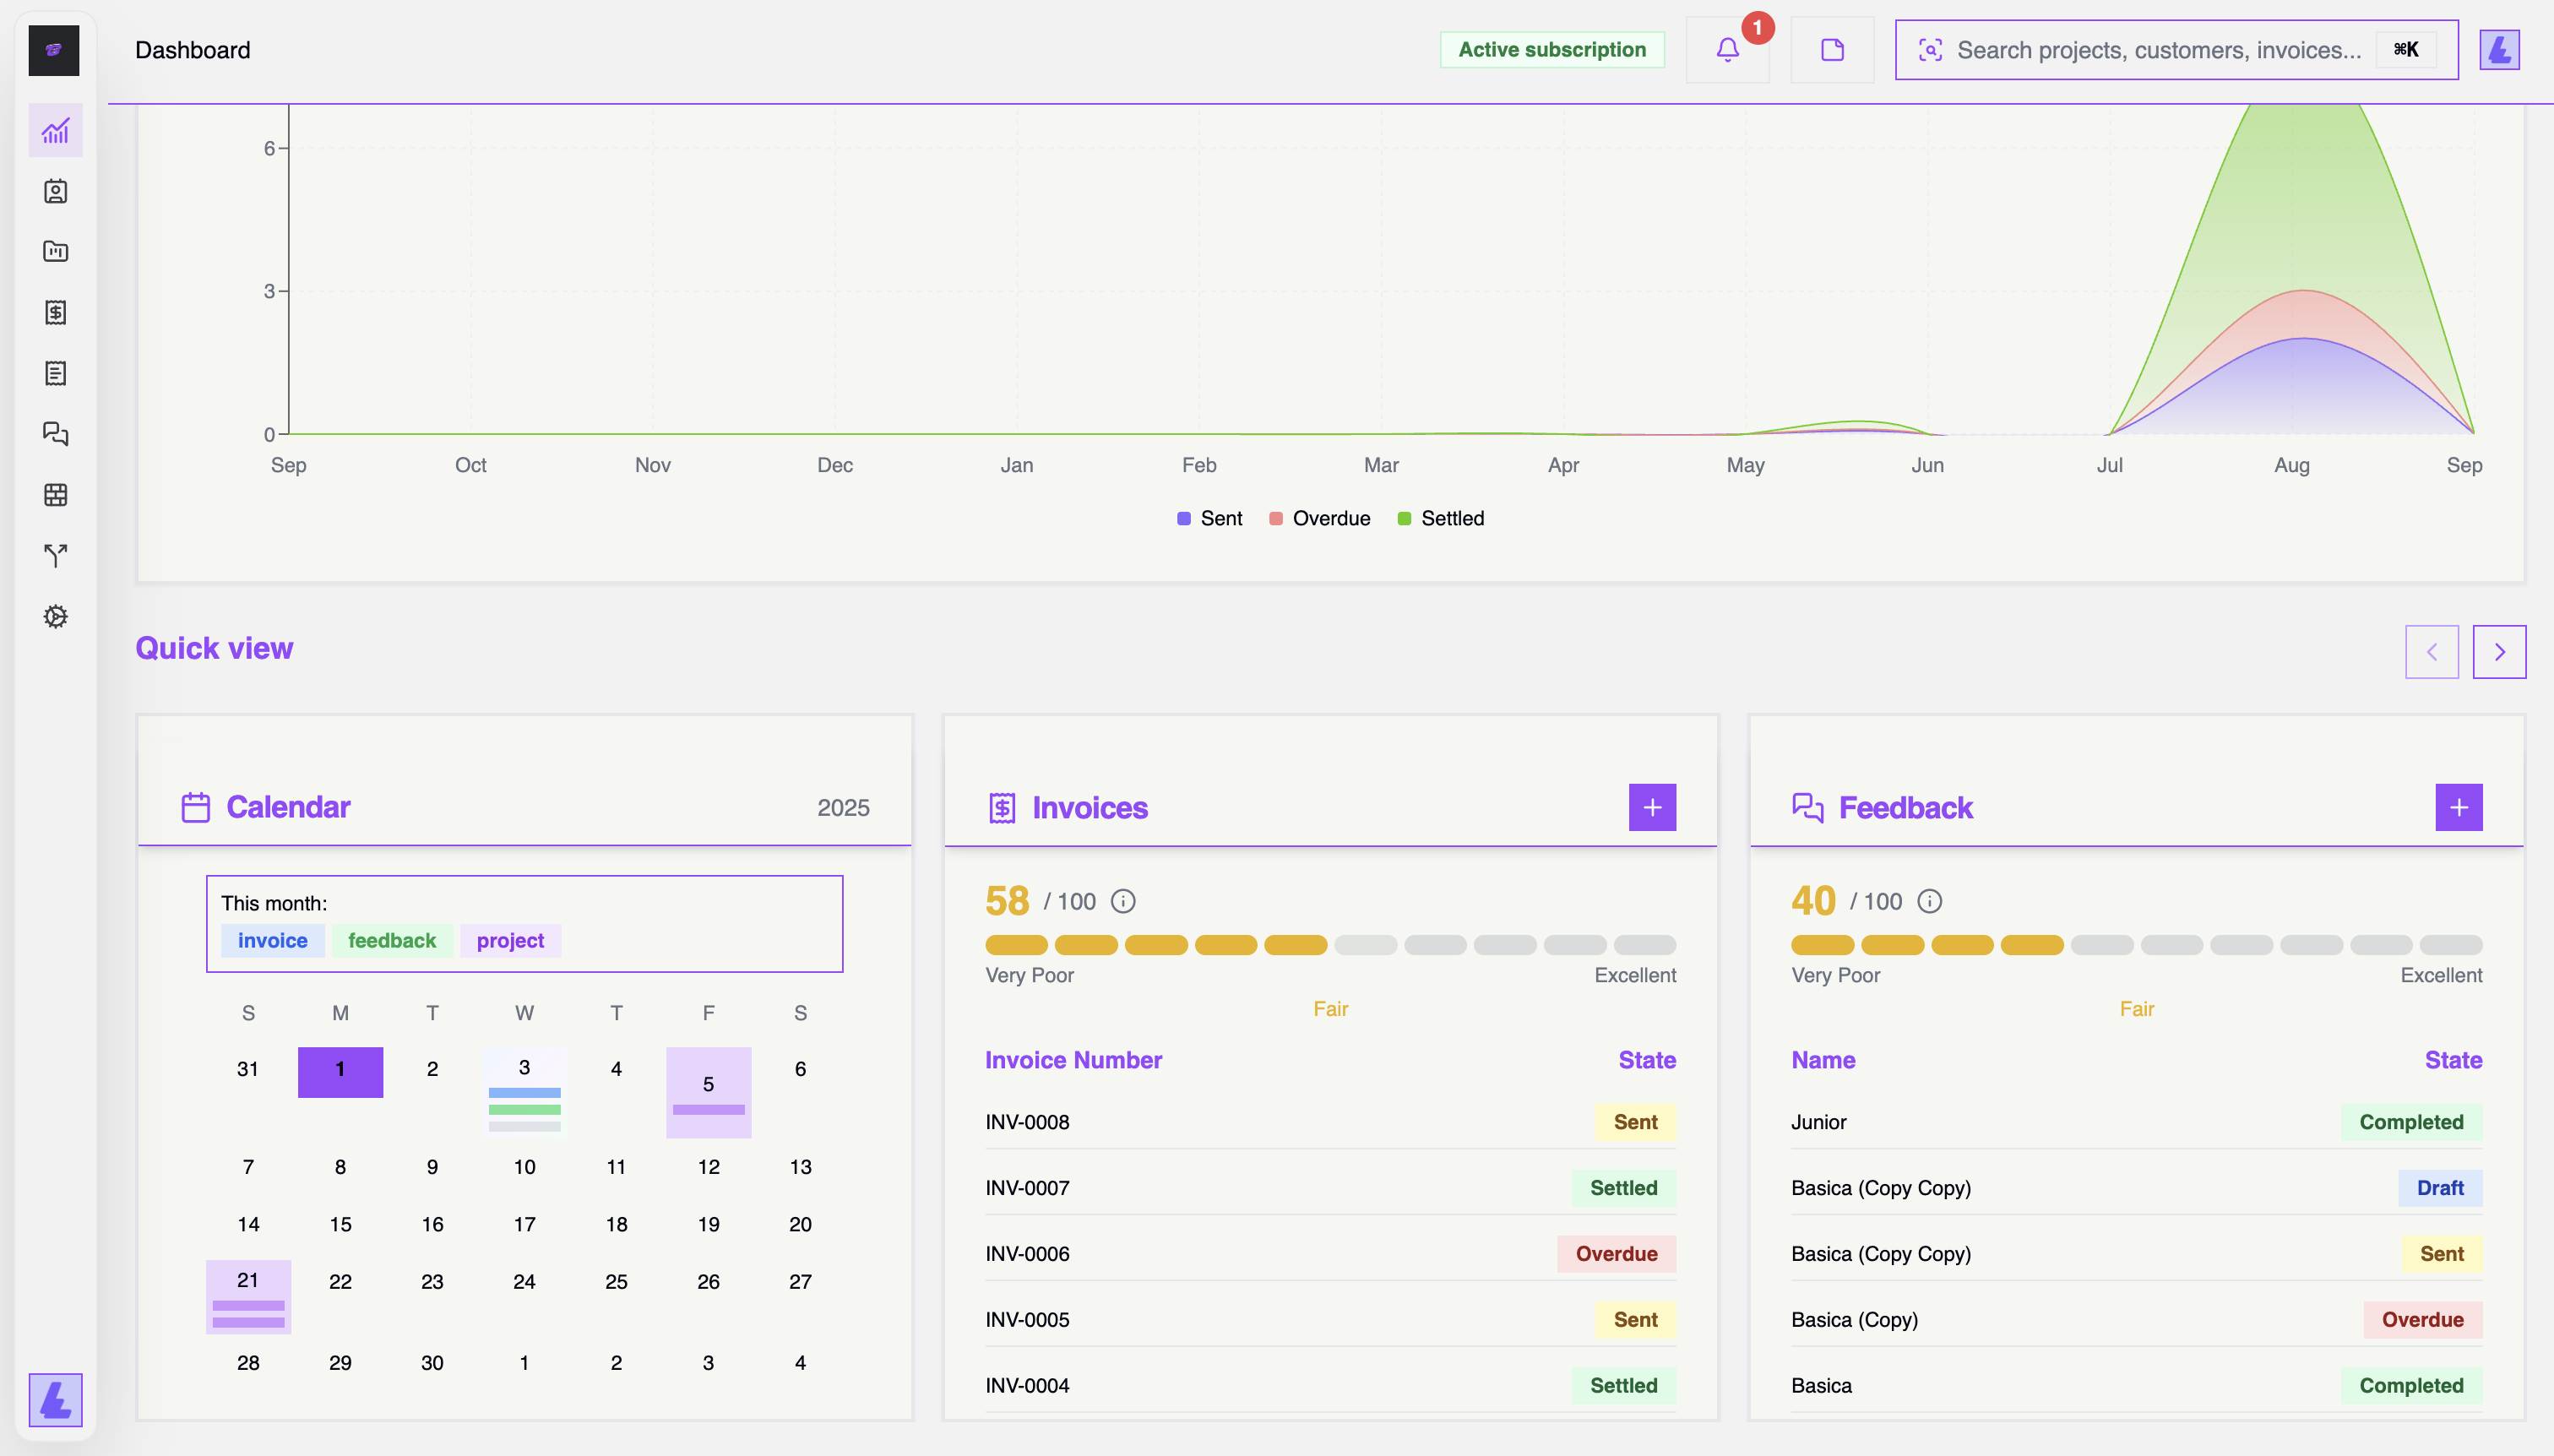 Dashboard
Active subscription
1
Search projects, customers, invoices...
⌘K
6
3
0
Sep Oct Nov Dec Jan Feb Mar Apr May Jun Jul Aug Sep
Sent Overdue Settled
Quick view
Calendar
2025
This month:
invoice feedback project
S M T W T F S
31 1 2 3 4 5 6
7 8 9 10 11 12 13
14 15 16 17 18 19 20
21 22 23 24 25 26 27
28 29 30 1 2 3 4
Invoices
58 / 100
Very Poor Excellent
Fair
Invoice Number State
INV-0008 Sent
INV-0007 Settled
INV-0006 Overdue
INV-0005 Sent
INV-0004 Settled
Feedback
40 / 100
Very Poor Excellent
Fair
Name State
Junior Completed
Basica (Copy Copy) Draft
Basica (Copy Copy) Sent
Basica (Copy) Overdue
Basica Completed